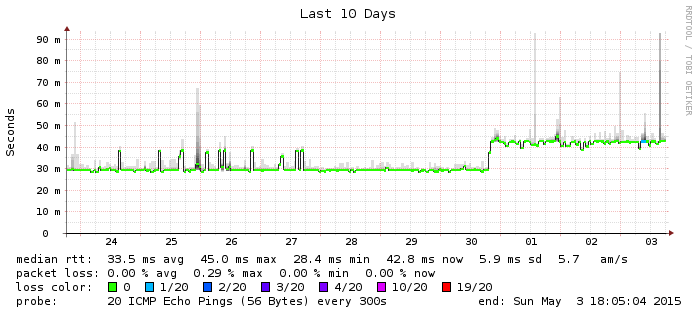 Last 10 Days
RRDTOOL / TOBI OETIKER
Seconds
90 m
80 m
70 m
60 m
50 m
40 m
30 m
20 m
10 m
0
24 25 26 27 28 29 30 01 02 03
median rtt: 33.5 ms avg 45.0 ms max 28.4 ms min 42.8 ms now 5.9 ms sd 5.7 am/s
packet loss: 0.00 % avg 0.29 % max 0.00 % min 0.00 % now
loss color: 0 1/20 2/20 3/20 4/20 10/20 19/20
probe: 20 ICMP Echo Pings (56 Bytes) every 300s end: Sun May 3 18:05:04 2015